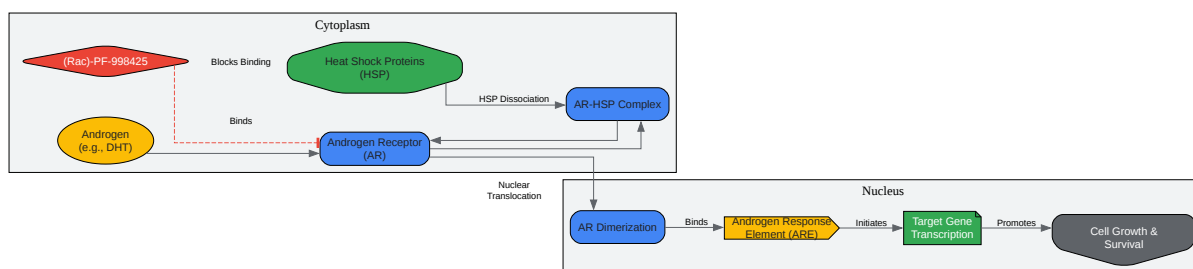 Cytoplasm
(Rac)-PF-998425
Blocks Binding
Heat Shock Proteins
(HSP)
HSP Dissociation
AR-HSP Complex
Binds
Androgen
(e.g., DHT)
Androgen Receptor
(AR)
Nuclear
Translocation
Nucleus
AR Dimerization
Binds
Androgen Response
Element (ARE)
Initiates
Target Gene
Transcription
Promotes
Cell Growth &
Survival